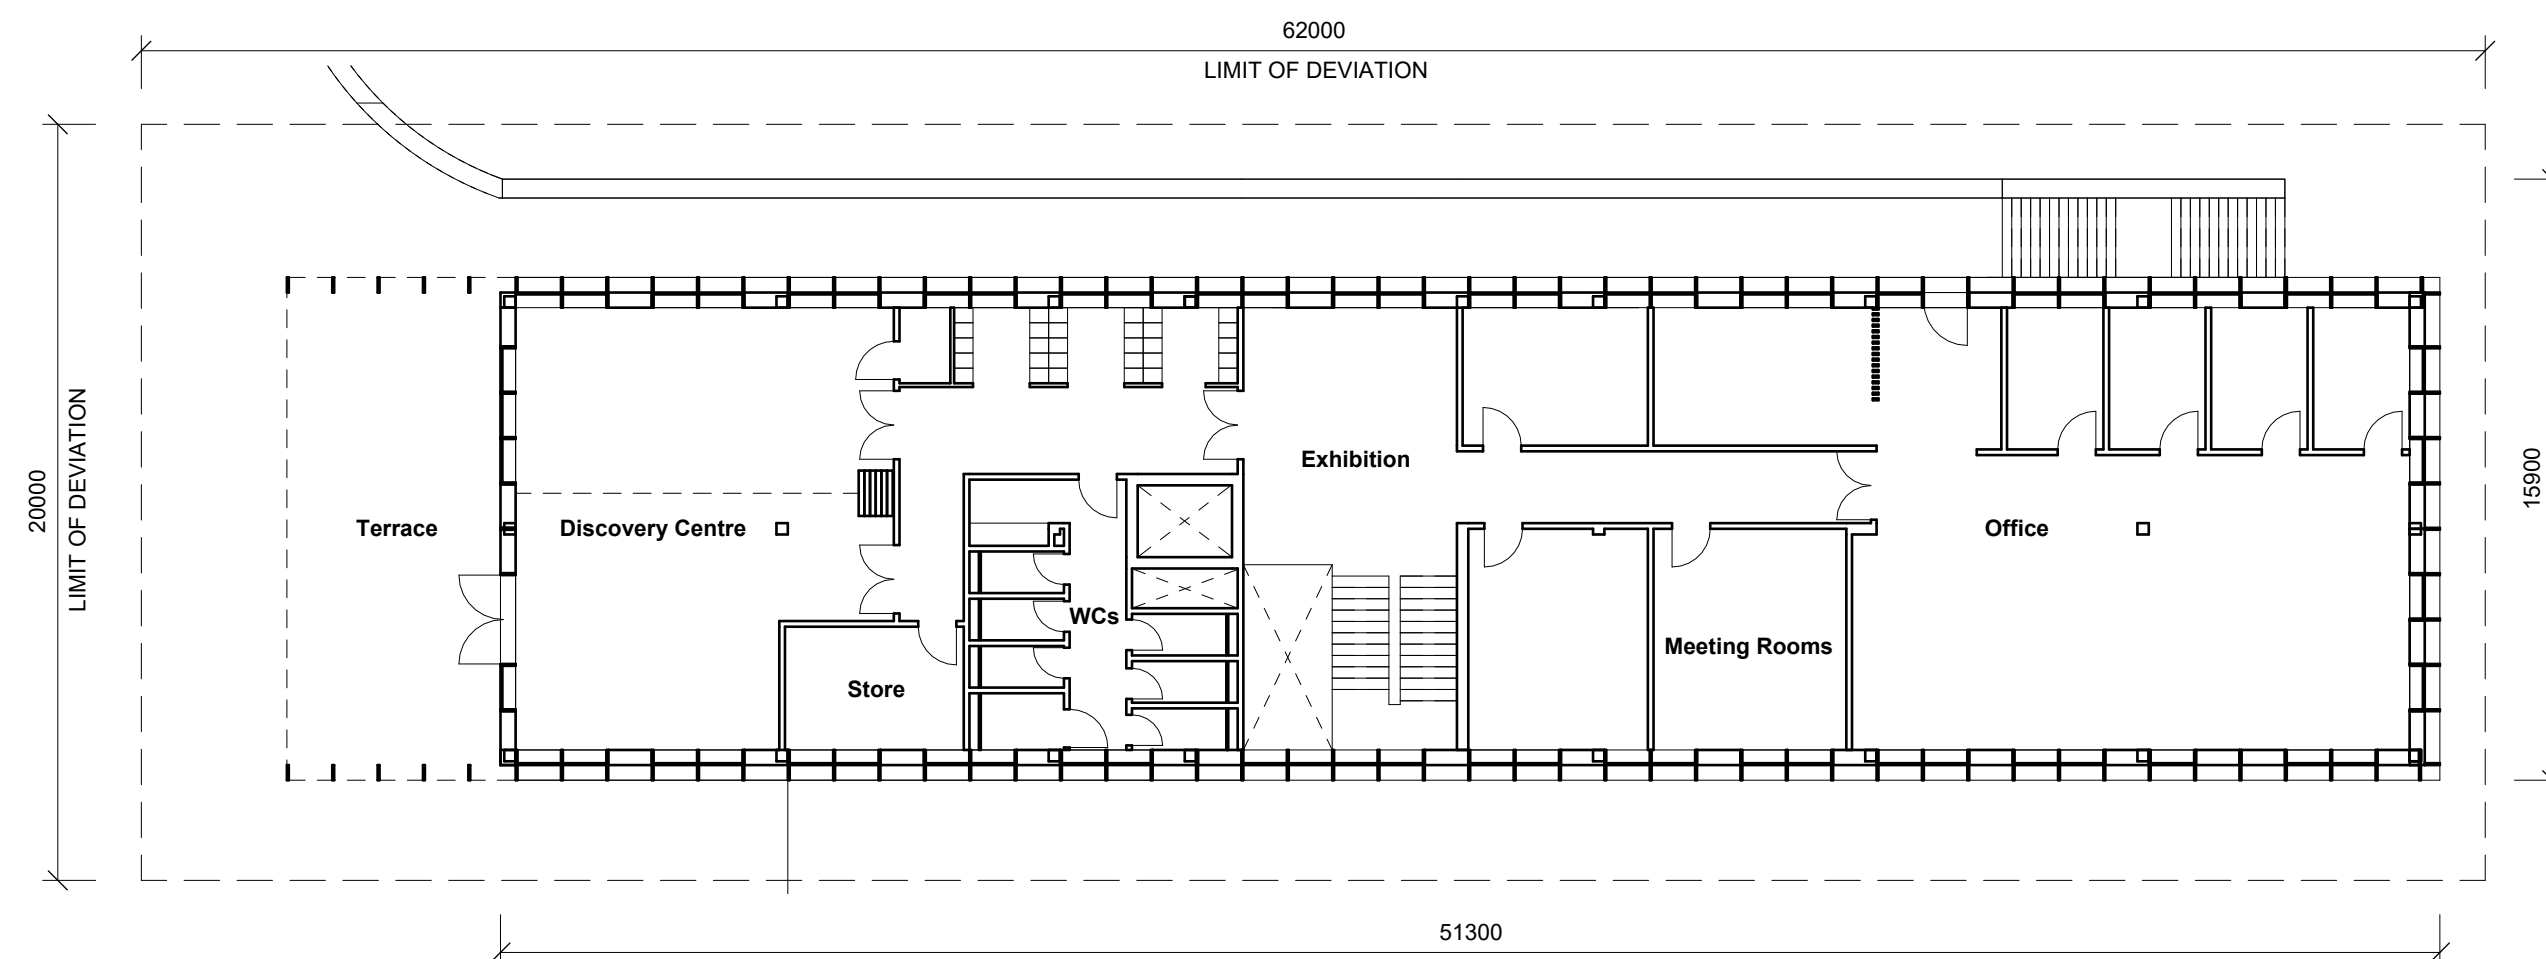 62000
LIMIT OF DEVIATION
20000
LIMIT OF DEVIATION
Terrace
Discovery Centre
Store
WCs
Exhibition
Meeting Rooms
Office
15900
51300